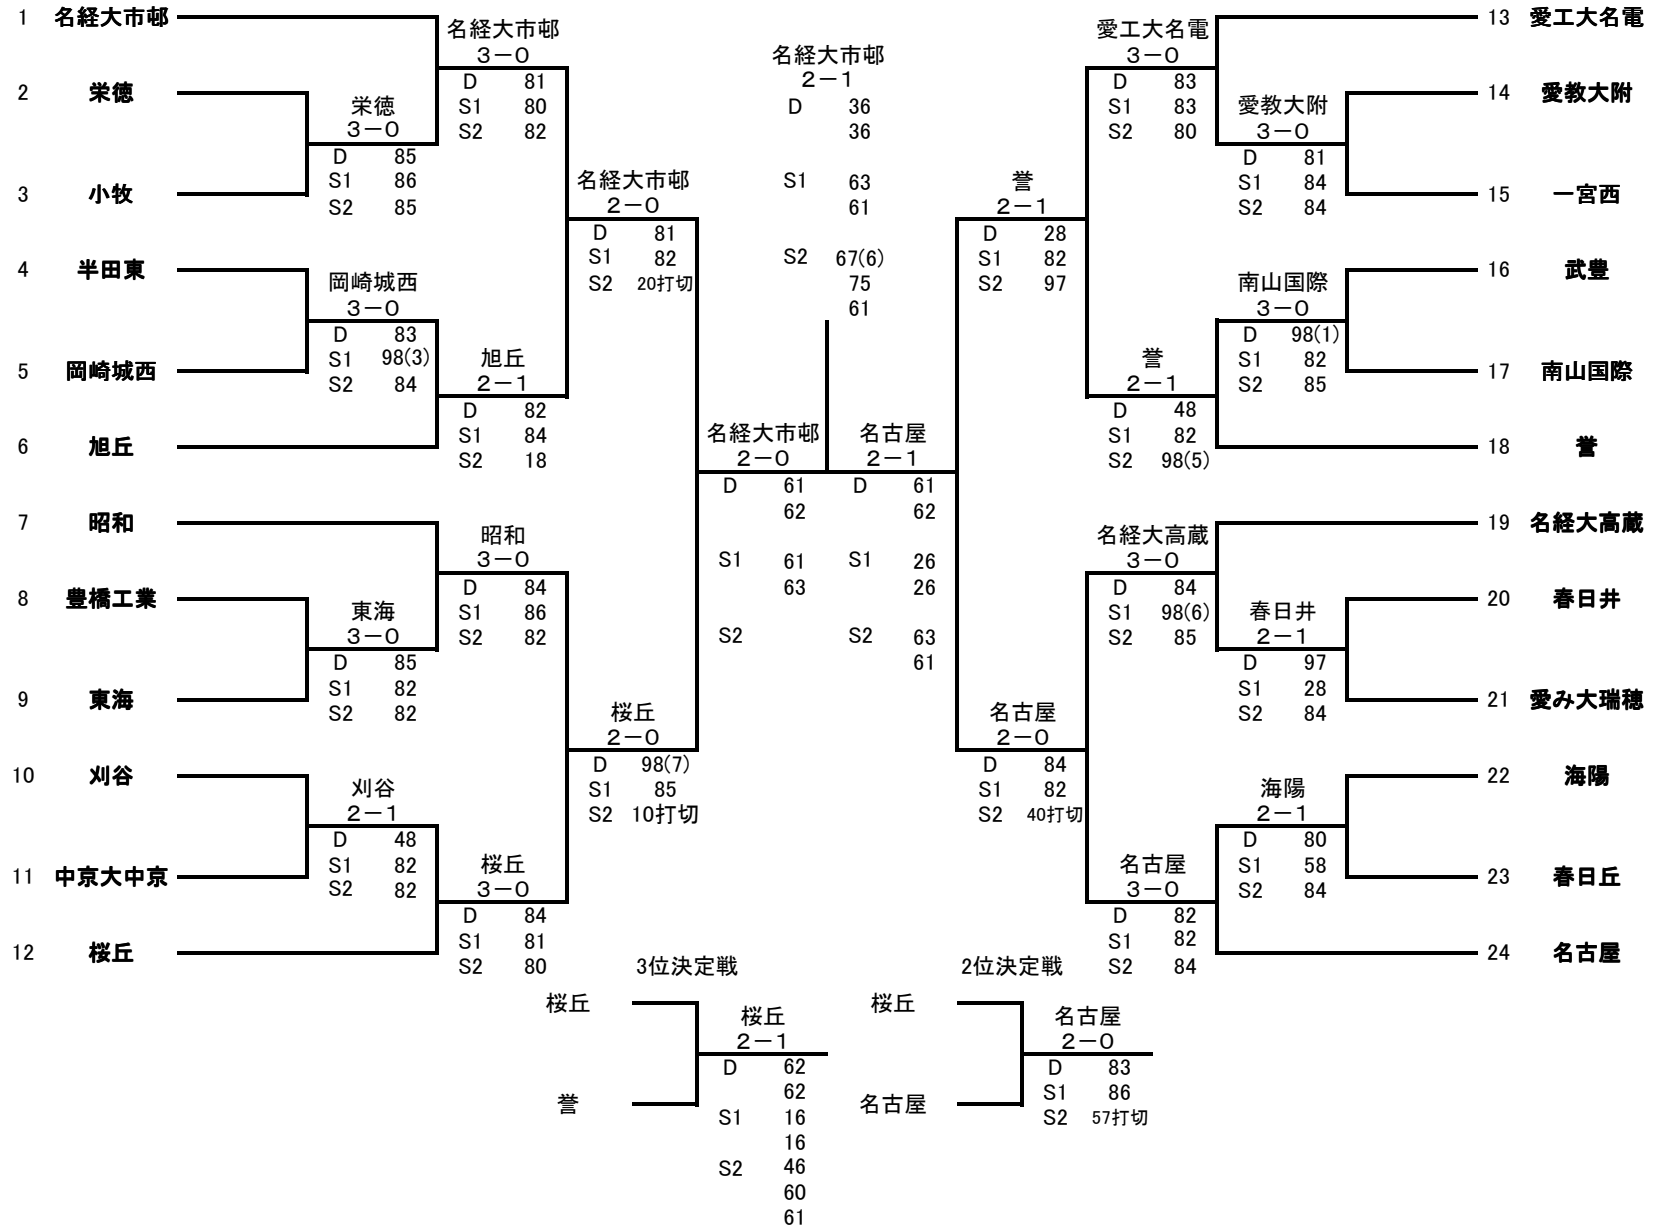 1 名経大市邨
2 栄徳
3 小牧
4 半田東
5 岡崎城西
6 旭丘
7 昭和
8 豊橋工業
9 東海
10 刈谷
11 中京大中京
12 桜丘
栄徳
3－0
D 85
S1 86
S2 85
岡崎城西
3－0
D 83
S1 98(3)
S2 84
東海
3－0
D 85
S1 82
S2 82
刈谷
2－1
D 48
S1 82
S2 82
名経大市邨
3－0
D 81
S1 80
S2 82
旭丘
2－1
D 82
S1 84
S2 18
昭和
3－0
D 84
S1 86
S2 82
桜丘
3－0
D 84
S1 81
S2 80
名経大市邨
2－0
D 81
S1 82
S2 20打切
桜丘
2－0
D 98(7)
S1 85
S2 10打切
名経大市邨
2－0
D 61
62
S1 61
63
S2
名経大市邨
2－1
D 36
36
S1 63
61
S2 67(6)
75
61
名古屋
2－1
D 61
62
S1 26
26
S2 63
61
誉
2－1
D 28
S1 82
S2 97
名古屋
2－0
D 84
S1 82
S2 40打切
愛工大名電
3－0
D 83
S1 83
S2 80
誉
2－1
D 48
S1 82
S2 98(5)
名経大高蔵
3－0
D 84
S1 98(6)
S2 85
名古屋
3－0
D 82
S1 82
S2 84
愛教大附
3－0
D 81
S1 84
S2 84
南山国際
3－0
D 98(1)
S1 82
S2 85
春日井
2－1
D 97
S1 28
S2 84
海陽
2－1
D 80
S1 58
S2 84
13 愛工大名電
14 愛教大附
15 一宮西
16 武豊
17 南山国際
18 誉
19 名経大高蔵
20 春日井
21 愛み大瑞穂
22 海陽
23 春日丘
24 名古屋
3位決定戦
桜丘
誉
桜丘
2－1
D 62
62
S1 16
16
S2 46
60
61
2位決定戦
桜丘
名古屋
名古屋
2－0
D 83
S1 86
S2 57打切